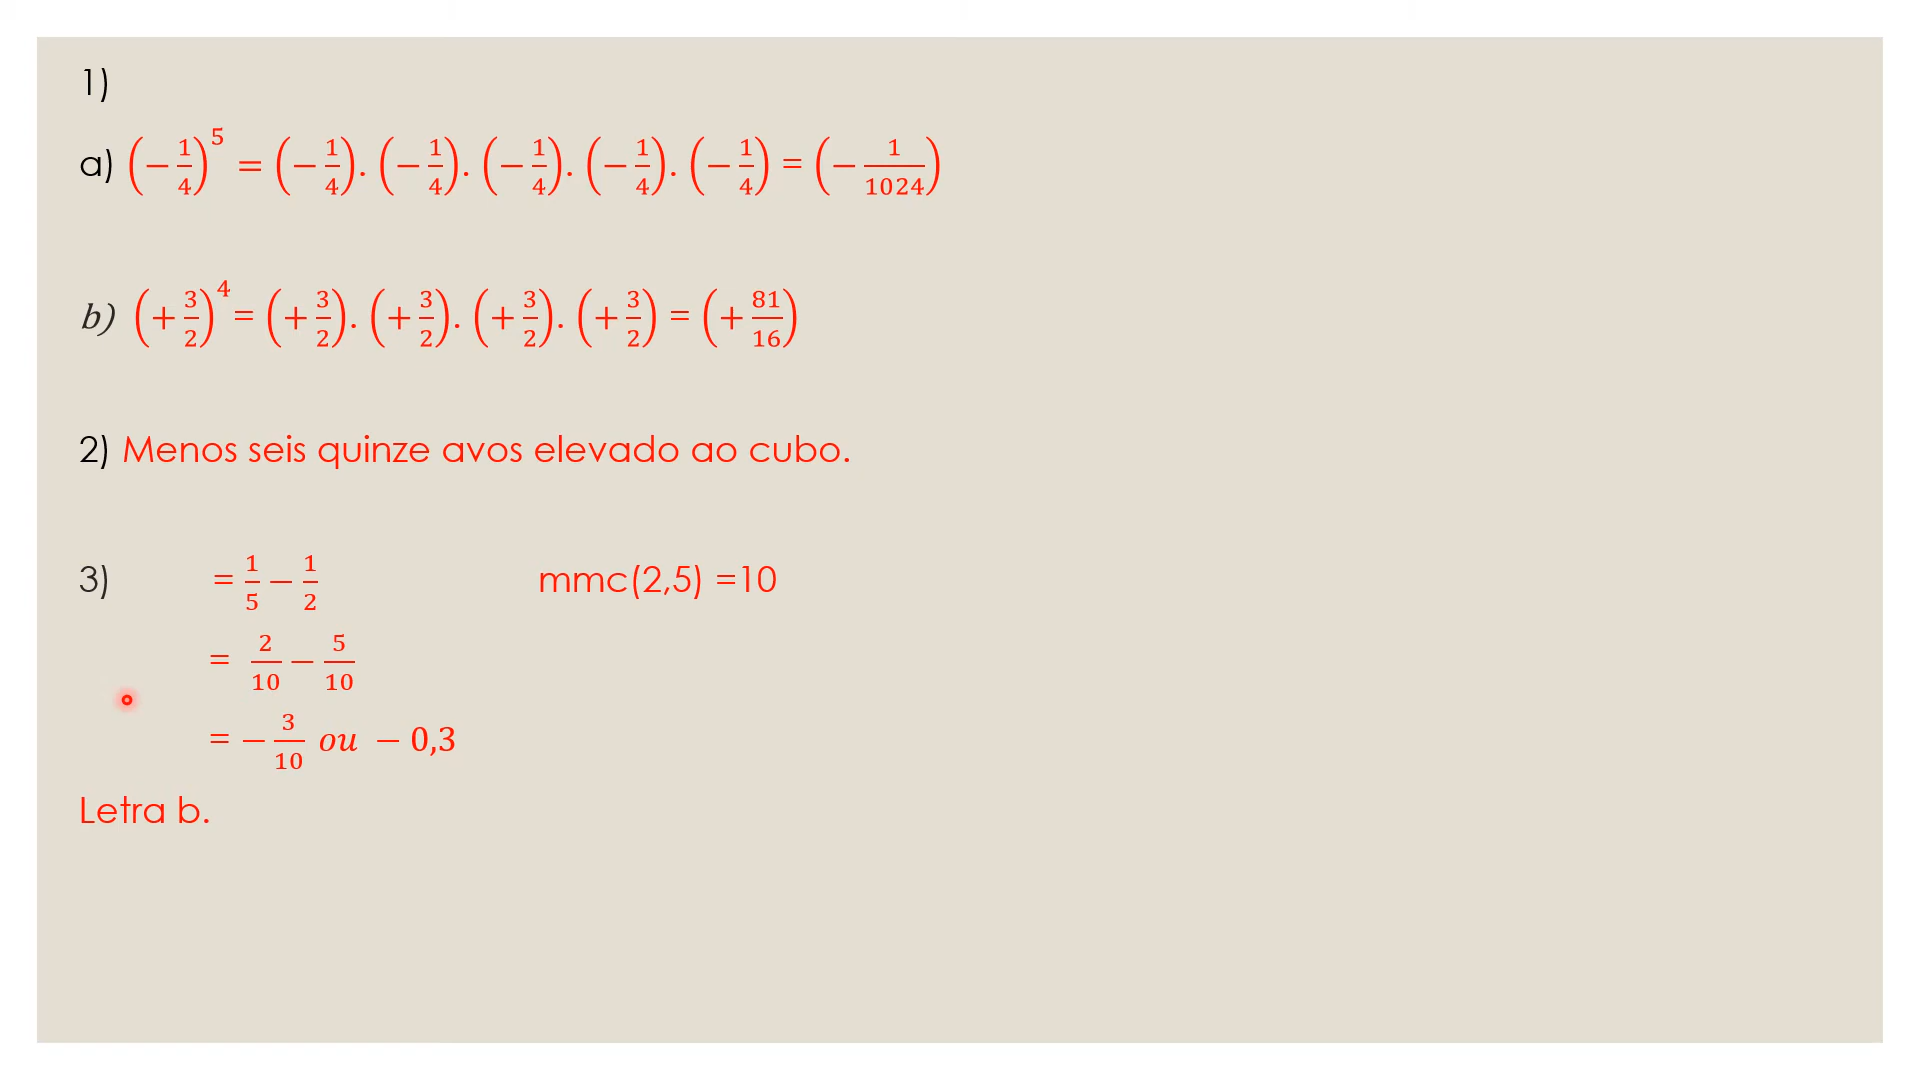 1)
a) (−1/4)⁵ = (−1/4). (−1/4). (−1/4). (−1/4). (−1/4) = (− 1/1024)
b) (+3/2)⁴= (+3/2). (+3/2). (+3/2). (+3/2) = (+81/16)
2) Menos seis quinze avos elevado ao cubo.
3) = 1/5 − 1/2 mmc(2,5) =10
= 2/10 − 5/10
= − 3/10 ou − 0,3
Letra b.